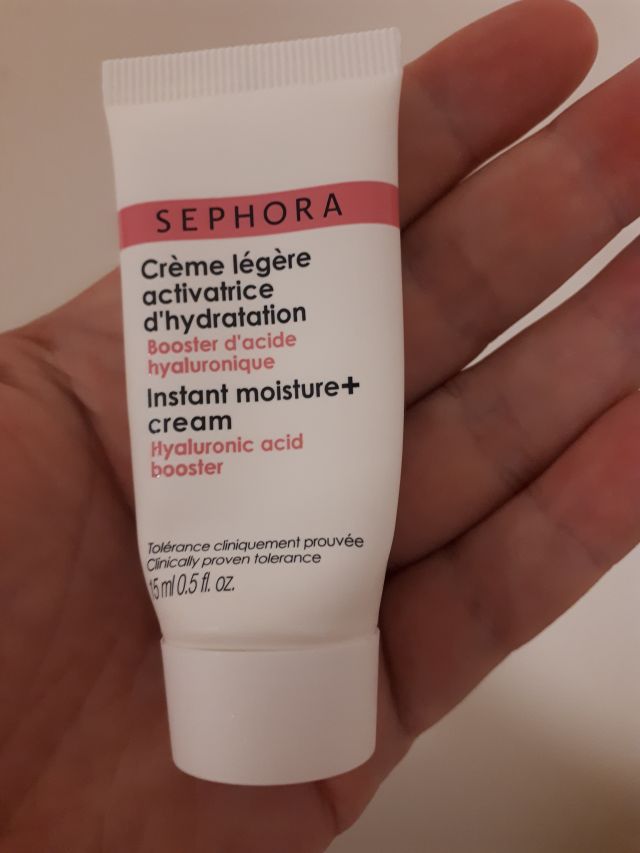 SEPHORA
Crème légère
activatrice
d'hydratation
Booster d'acide
hyaluronique
Instant moisture+
cream
Hyaluronic acid
booster
Tolérance cliniquement prouvée
Clinically proven tolerance
15 ml 0.5 fl. oz.